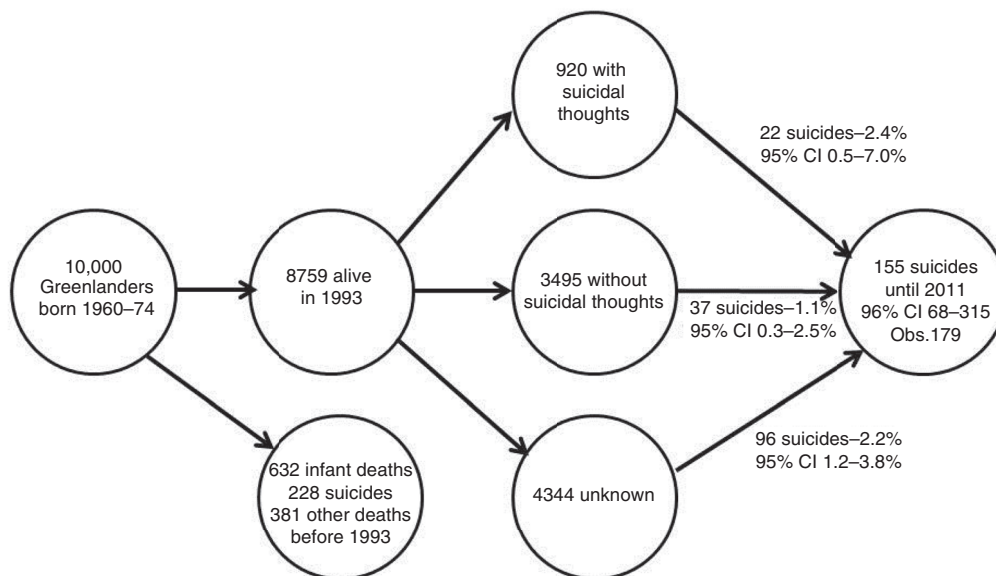 920 with
suicidal
thoughts
22 suicides–2.4%
95% CI 0.5–7.0%
10,000
Greenlanders
born 1960–74
8759 alive
in 1993
3495 without
suicidal thoughts
37 suicides–1.1%
95% CI 0.3–2.5%
155 suicides
until 2011
96% CI 68–315
Obs.179
632 infant deaths
228 suicides
381 other deaths
before 1993
4344 unknown
96 suicides–2.2%
95% CI 1.2–3.8%